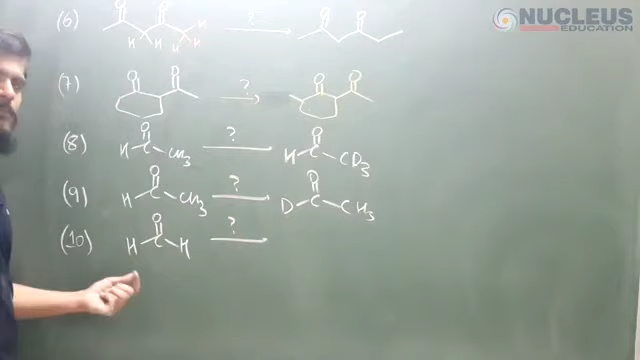 NUCLEUS
EDUCATION
(6) O O H H H H ? O O
(7) O O ? O O
(8) O H C CH3 ? O H C CD3
(9) O H C CH3 ? O D C CH3
(10) O H C H ?